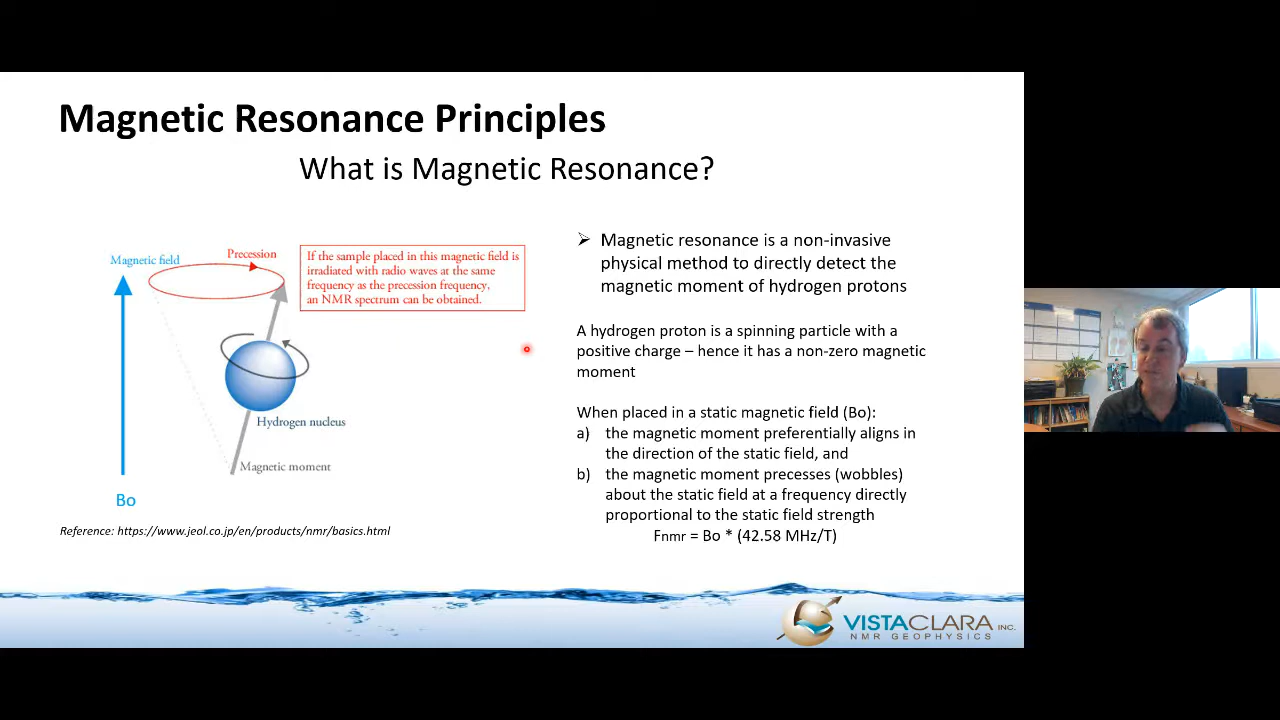 Magnetic Resonance Principles
What is Magnetic Resonance?
Magnetic field
Precession
If the sample placed in this magnetic field is
irradiated with radio waves at the same
frequency as the precession frequency,
an NMR spectrum can be obtained.
Hydrogen nucleus
Magnetic moment
Bo
Reference: https://www.jeol.co.jp/en/products/nmr/basics.html
➢ Magnetic resonance is a non-invasive
physical method to directly detect the
magnetic moment of hydrogen protons
A hydrogen proton is a spinning particle with a
positive charge – hence it has a non-zero magnetic
moment
When placed in a static magnetic field (Bo):
a) the magnetic moment preferentially aligns in
the direction of the static field, and
b) the magnetic moment precesses (wobbles)
about the static field at a frequency directly
proportional to the static field strength
Fnmr = Bo * (42.58 MHz/T)
VISTACLARA INC.
NMR GEOPHYSICS